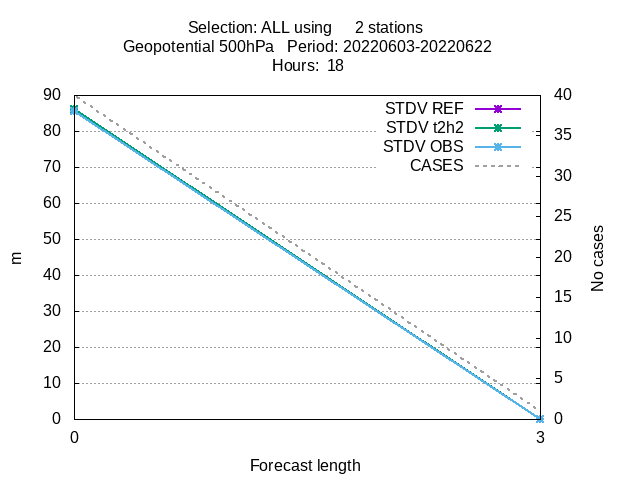 Selection: ALL using 2 stations
Geopotential 500hPa Period: 20220603-20220622
Hours: 18
STDV REF
STDV t2h2
STDV OBS
CASES
90
80
70
60
50
40
30
20
10
0
m
40
35
30
25
20
15
10
5
0
No cases
0
3
Forecast length